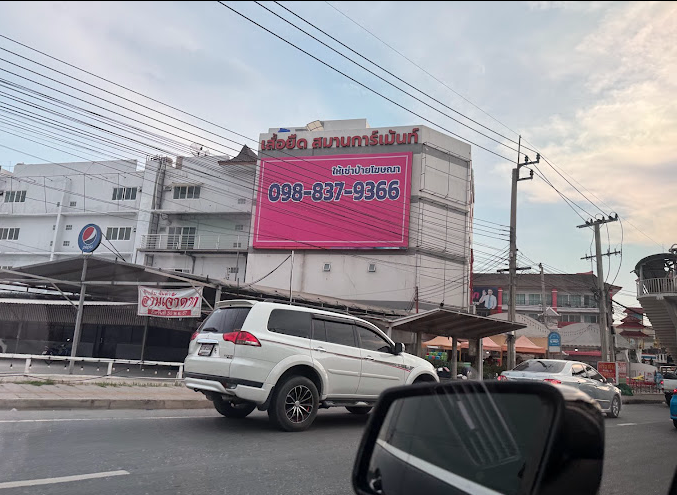 เสื้อยืด สมานการ์เม้นท์
ให้เช่าป้ายโฆษณา
098-837-9366
pepsi